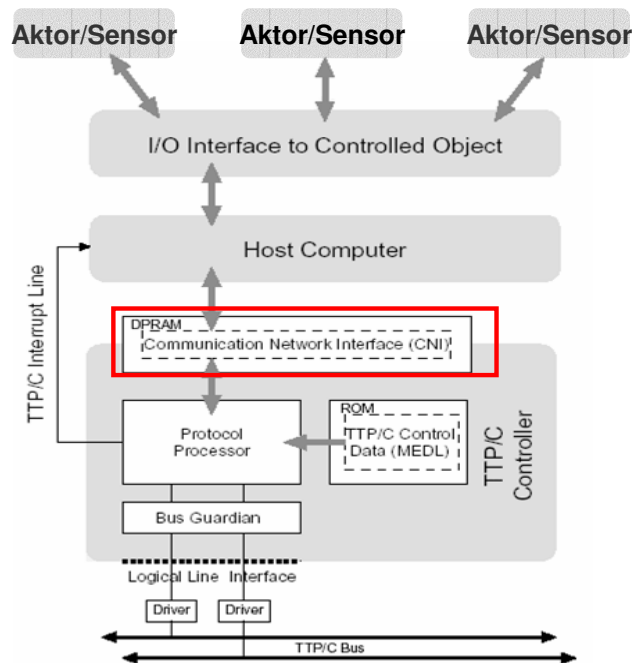 Aktor/Sensor Aktor/Sensor Aktor/Sensor
I/O Interface to Controlled Object
Host Computer
TTP/C Interrupt Line
DPRAM
Communication Network Interface (CNI)
Protocol
Processor
ROM
TTP/C Control
Data (MEDL)
TTP/C
Controller
Bus Guardian
Logical Line Interface
Driver Driver
TTP/C Bus